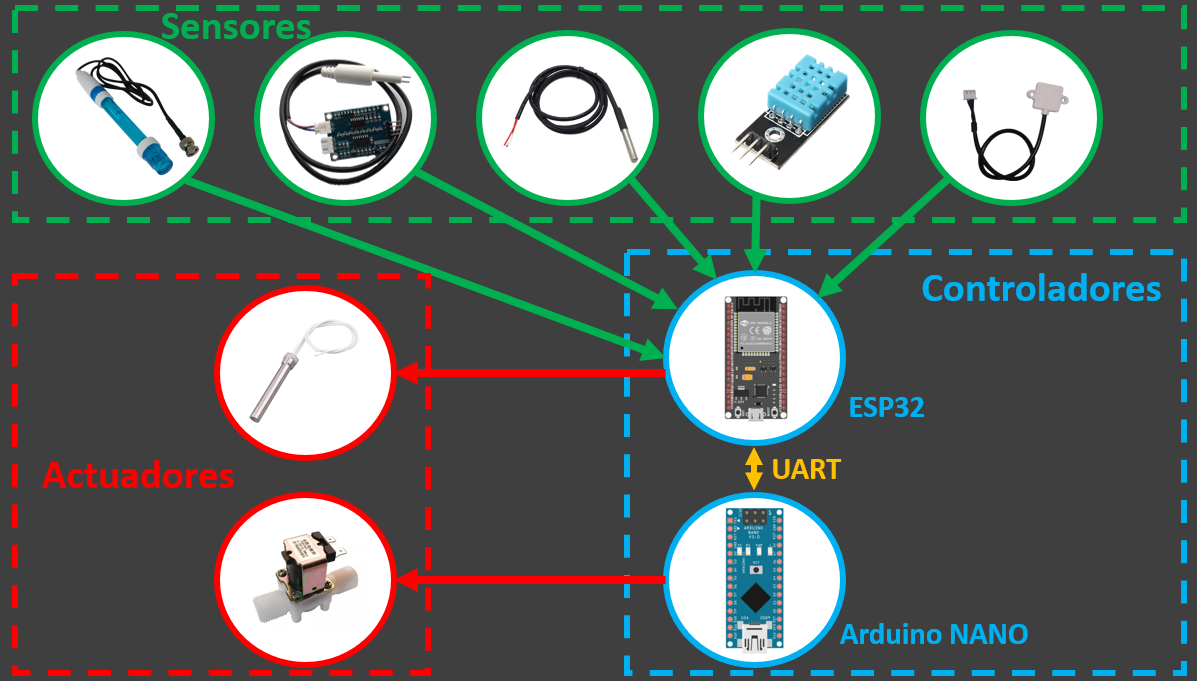 Sensores
Controladores
ESP32
Actuadores
UART
Arduino NANO